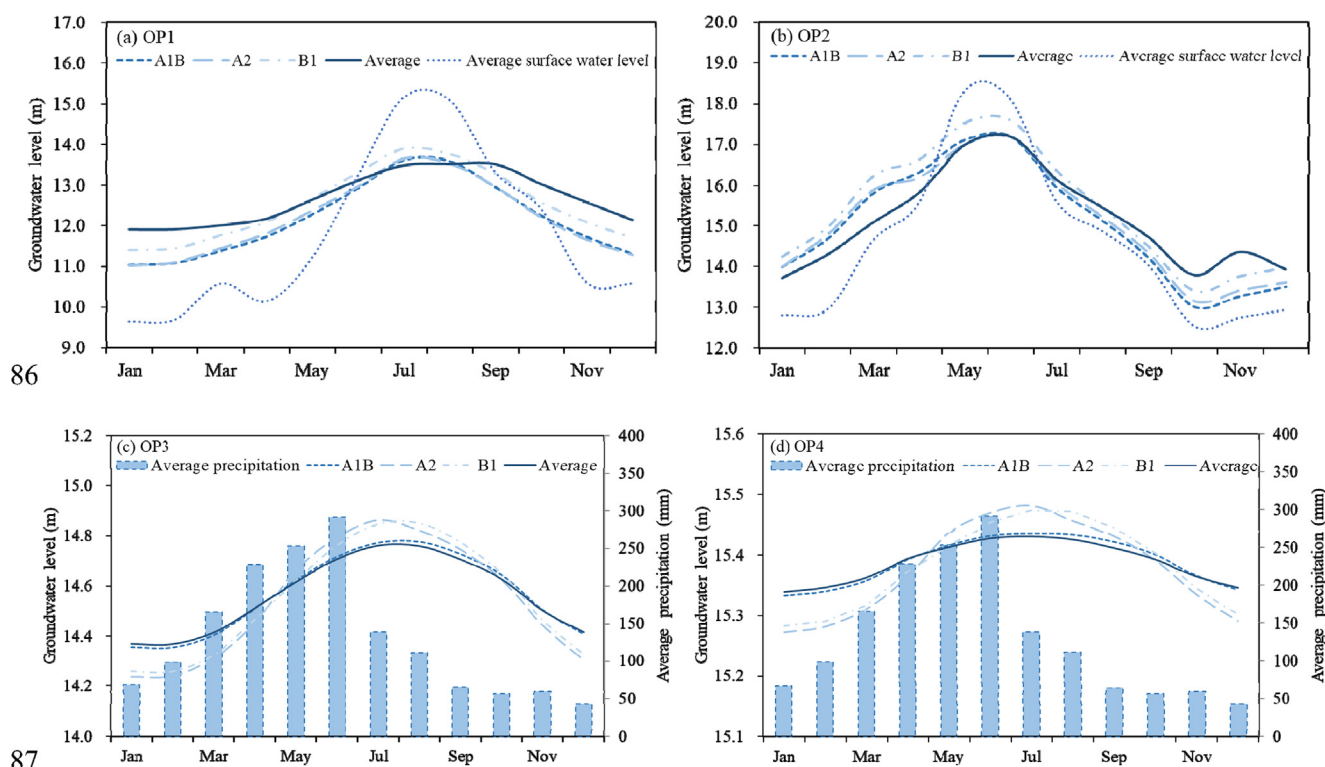 (a) OP1
A1B A2 B1 Average Average surface water level
Groundwater level (m)
17.0
16.0
15.0
14.0
13.0
12.0
11.0
10.0
9.0
Jan Mar May Jul Sep Nov
(b) OP2
A1B A2 B1 Average Average surface water level
Groundwater level (m)
20.0
19.0
18.0
17.0
16.0
15.0
14.0
13.0
12.0
Jan Mar May Jul Sep Nov
86
(c) OP3
Average precipitation A1B A2 B1 Average
Groundwater level (m)
15.2
15.0
14.8
14.6
14.4
14.2
14.0
400
350
300
250
200
150
100
50
0
Average precipitation (mm)
Jan Mar May Jul Sep Nov
(d) OP4
Average precipitation A1B A2 B1 Average
Groundwater level (m)
15.6
15.5
15.4
15.3
15.2
15.1
400
350
300
250
200
150
100
50
0
Average precipitation (mm)
Jan Mar May Jul Sep Nov
87